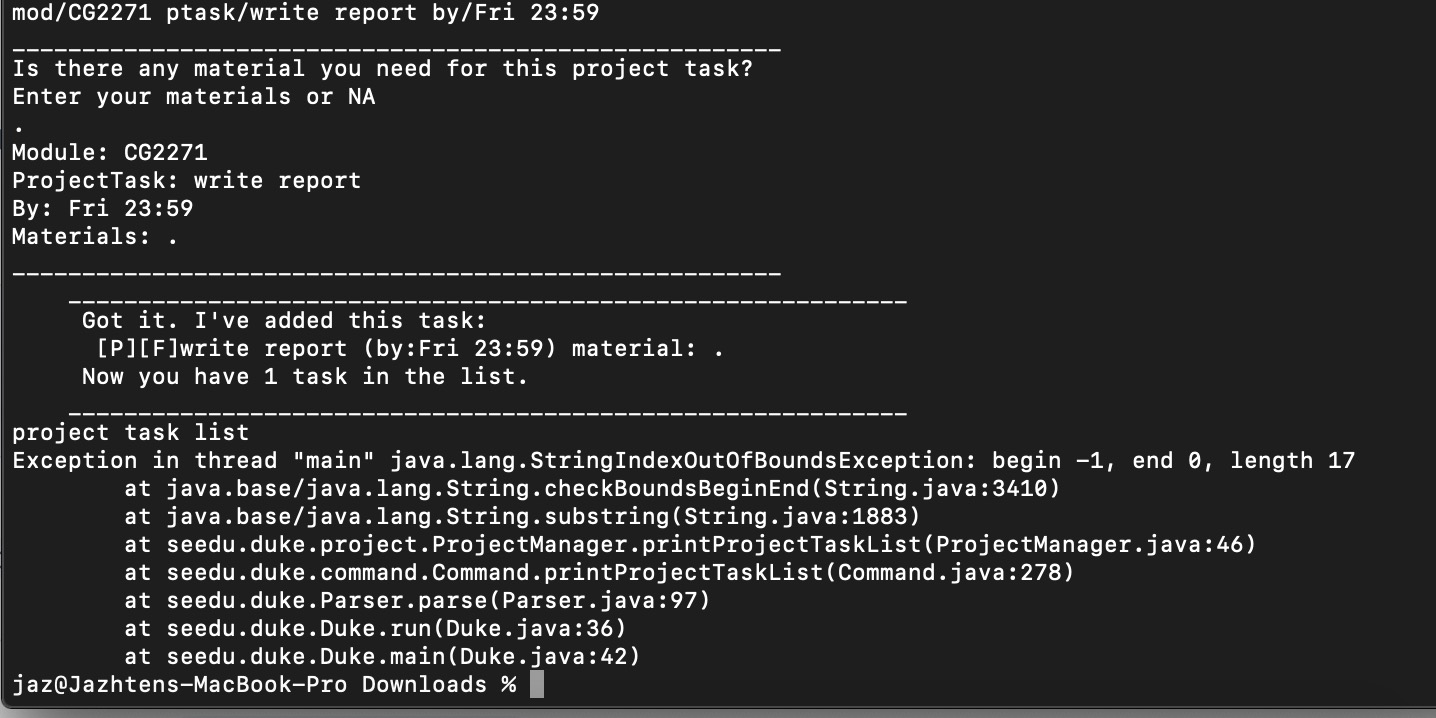 mod/CG2271 ptask/write report by/Fri 23:59
_______________________________________________________
Is there any material you need for this project task?
Enter your materials or NA
.
Module: CG2271
ProjectTask: write report
By: Fri 23:59
Materials: .
_______________________________________________________
____________________________________________________________
Got it. I've added this task:
[P][F]write report (by:Fri 23:59) material: .
Now you have 1 task in the list.
____________________________________________________________
project task list
Exception in thread "main" java.lang.StringIndexOutOfBoundsException: begin -1, end 0, length 17
at java.base/java.lang.String.checkBoundsBeginEnd(String.java:3410)
at java.base/java.lang.String.substring(String.java:1883)
at seedu.duke.project.ProjectManager.printProjectTaskList(ProjectManager.java:46)
at seedu.duke.command.Command.printProjectTaskList(Command.java:278)
at seedu.duke.Parser.parse(Parser.java:97)
at seedu.duke.Duke.run(Duke.java:36)
at seedu.duke.Duke.main(Duke.java:42)
jaz@Jazhtens-MacBook-Pro Downloads %